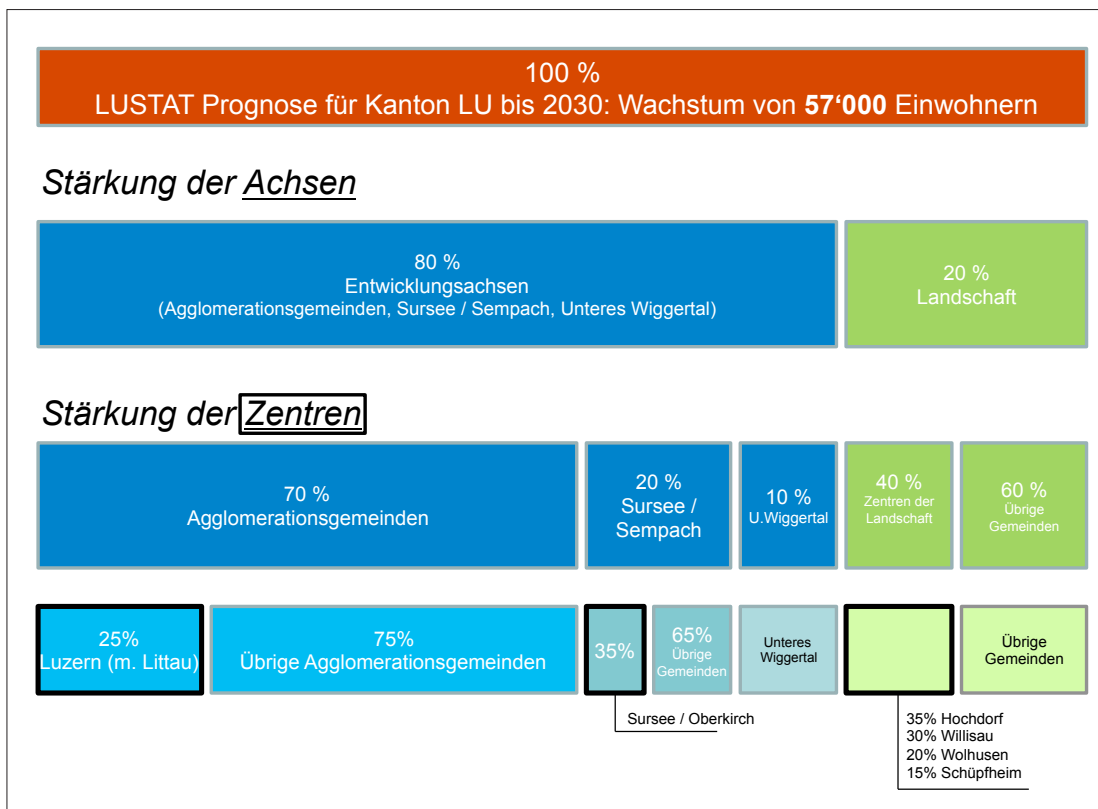 100 %
LUSTAT Prognose für Kanton LU bis 2030: Wachstum von 57‘000 Einwohnern
Stärkung der Achsen
80 %
Entwicklungsachsen
(Agglomerationsgemeinden, Sursee / Sempach, Unteres Wiggertal)
20 %
Landschaft
Stärkung der Zentren
70 %
Agglomerationsgemeinden
20 %
Sursee /
Sempach
10 %
U.Wiggertal
40 %
Zentren der
Landschaft
60 %
Übrige
Gemeinden
25%
Luzern (m. Littau)
75%
Übrige Agglomerationsgemeinden
35%
65%
Übrige
Gemeinden
Unteres
Wiggertal
Übrige
Gemeinden
Sursee / Oberkirch
35% Hochdorf
30% Willisau
20% Wolhusen
15% Schüpfheim